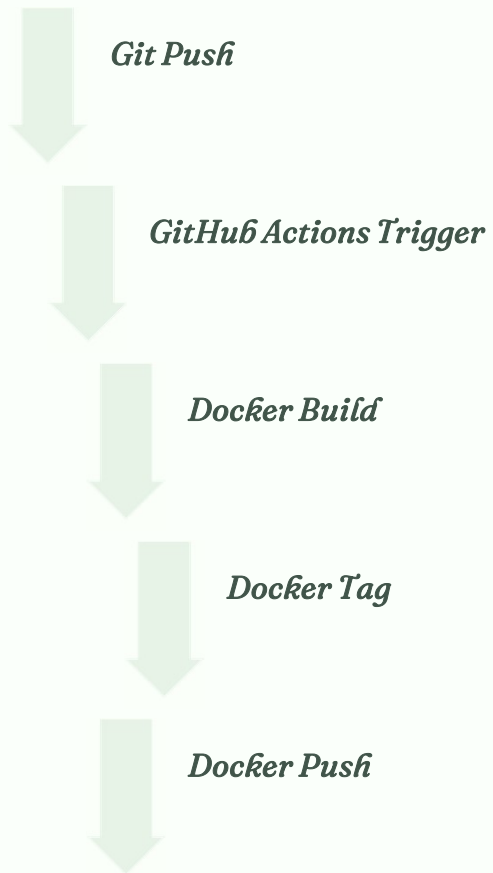 Git Push
GitHub Actions Trigger
Docker Build
Docker Tag
Docker Push